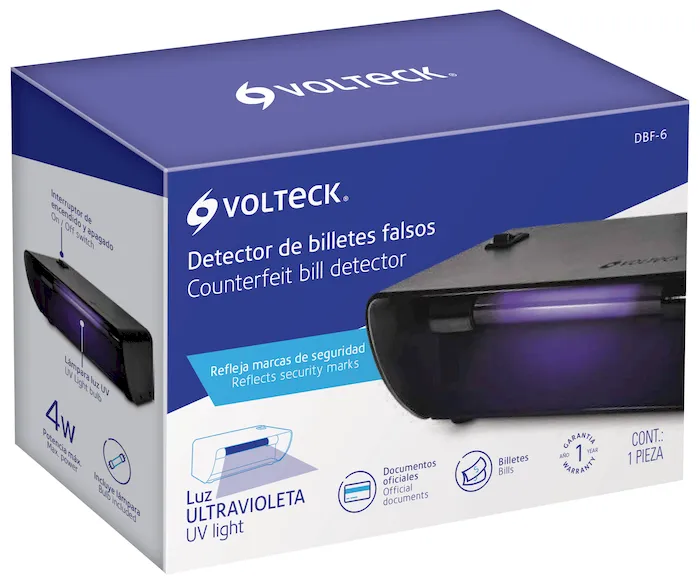 VOLTECK®
DBF-6
VOLTECK®
Detector de billetes falsos
Counterfeit bill detector
VOLTECK
Refleja marcas de seguridad
Reflects security marks
Luz
ULTRAVIOLETA
UV light
Documentos
oficiales
Official
documents
Billetes
Bills
GARANTÍA
AÑO 1 YEAR
WARRANTY
CONT.:
1 PIEZA
Interruptor de
encendido y apagado
On / Off switch
Lámpara luz UV
UV Light bulb
4W
Potencia máx.
Max. power
Incluye lámpara
Bulb included